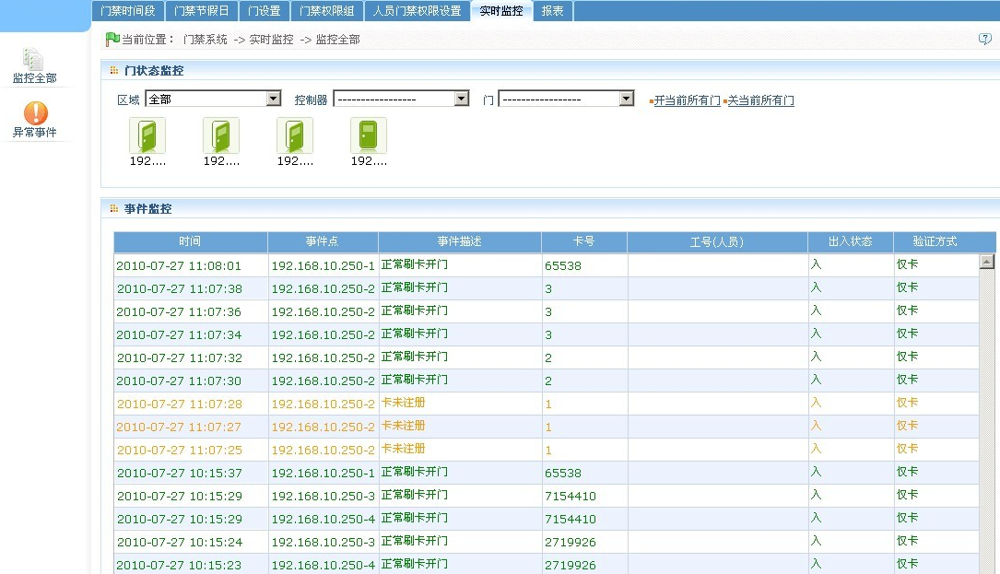 门禁时间段 门禁节假日 门设置 门禁权限组 人员门禁权限设置 实时监控 报表
当前位置： 门禁系统 -> 实时监控 -> 监控全部
监控全部
异常事件
门状态监控
区域 全部 控制器 ----------------- 门 ----------------- 开当前所有门 关当前所有门
192.... 192.... 192.... 192....
事件监控
时间 事件点 事件描述 卡号 工号(人员) 出入状态 验证方式
2010-07-27 11:08:01 192.168.10.250-1 正常刷卡开门 65538 入 仅卡
2010-07-27 11:07:38 192.168.10.250-2 正常刷卡开门 3 入 仅卡
2010-07-27 11:07:36 192.168.10.250-2 正常刷卡开门 3 入 仅卡
2010-07-27 11:07:34 192.168.10.250-2 正常刷卡开门 3 入 仅卡
2010-07-27 11:07:32 192.168.10.250-2 正常刷卡开门 2 入 仅卡
2010-07-27 11:07:30 192.168.10.250-2 正常刷卡开门 2 入 仅卡
2010-07-27 11:07:28 192.168.10.250-2 卡未注册 1 入 仅卡
2010-07-27 11:07:27 192.168.10.250-2 卡未注册 1 入 仅卡
2010-07-27 11:07:25 192.168.10.250-2 卡未注册 1 入 仅卡
2010-07-27 10:15:37 192.168.10.250-1 正常刷卡开门 65538 入 仅卡
2010-07-27 10:15:29 192.168.10.250-3 正常刷卡开门 7154410 入 仅卡
2010-07-27 10:15:29 192.168.10.250-4 正常刷卡开门 7154410 入 仅卡
2010-07-27 10:15:24 192.168.10.250-3 正常刷卡开门 2719926 入 仅卡
2010-07-27 10:15:23 192.168.10.250-4 正常刷卡开门 2719926 入 仅卡